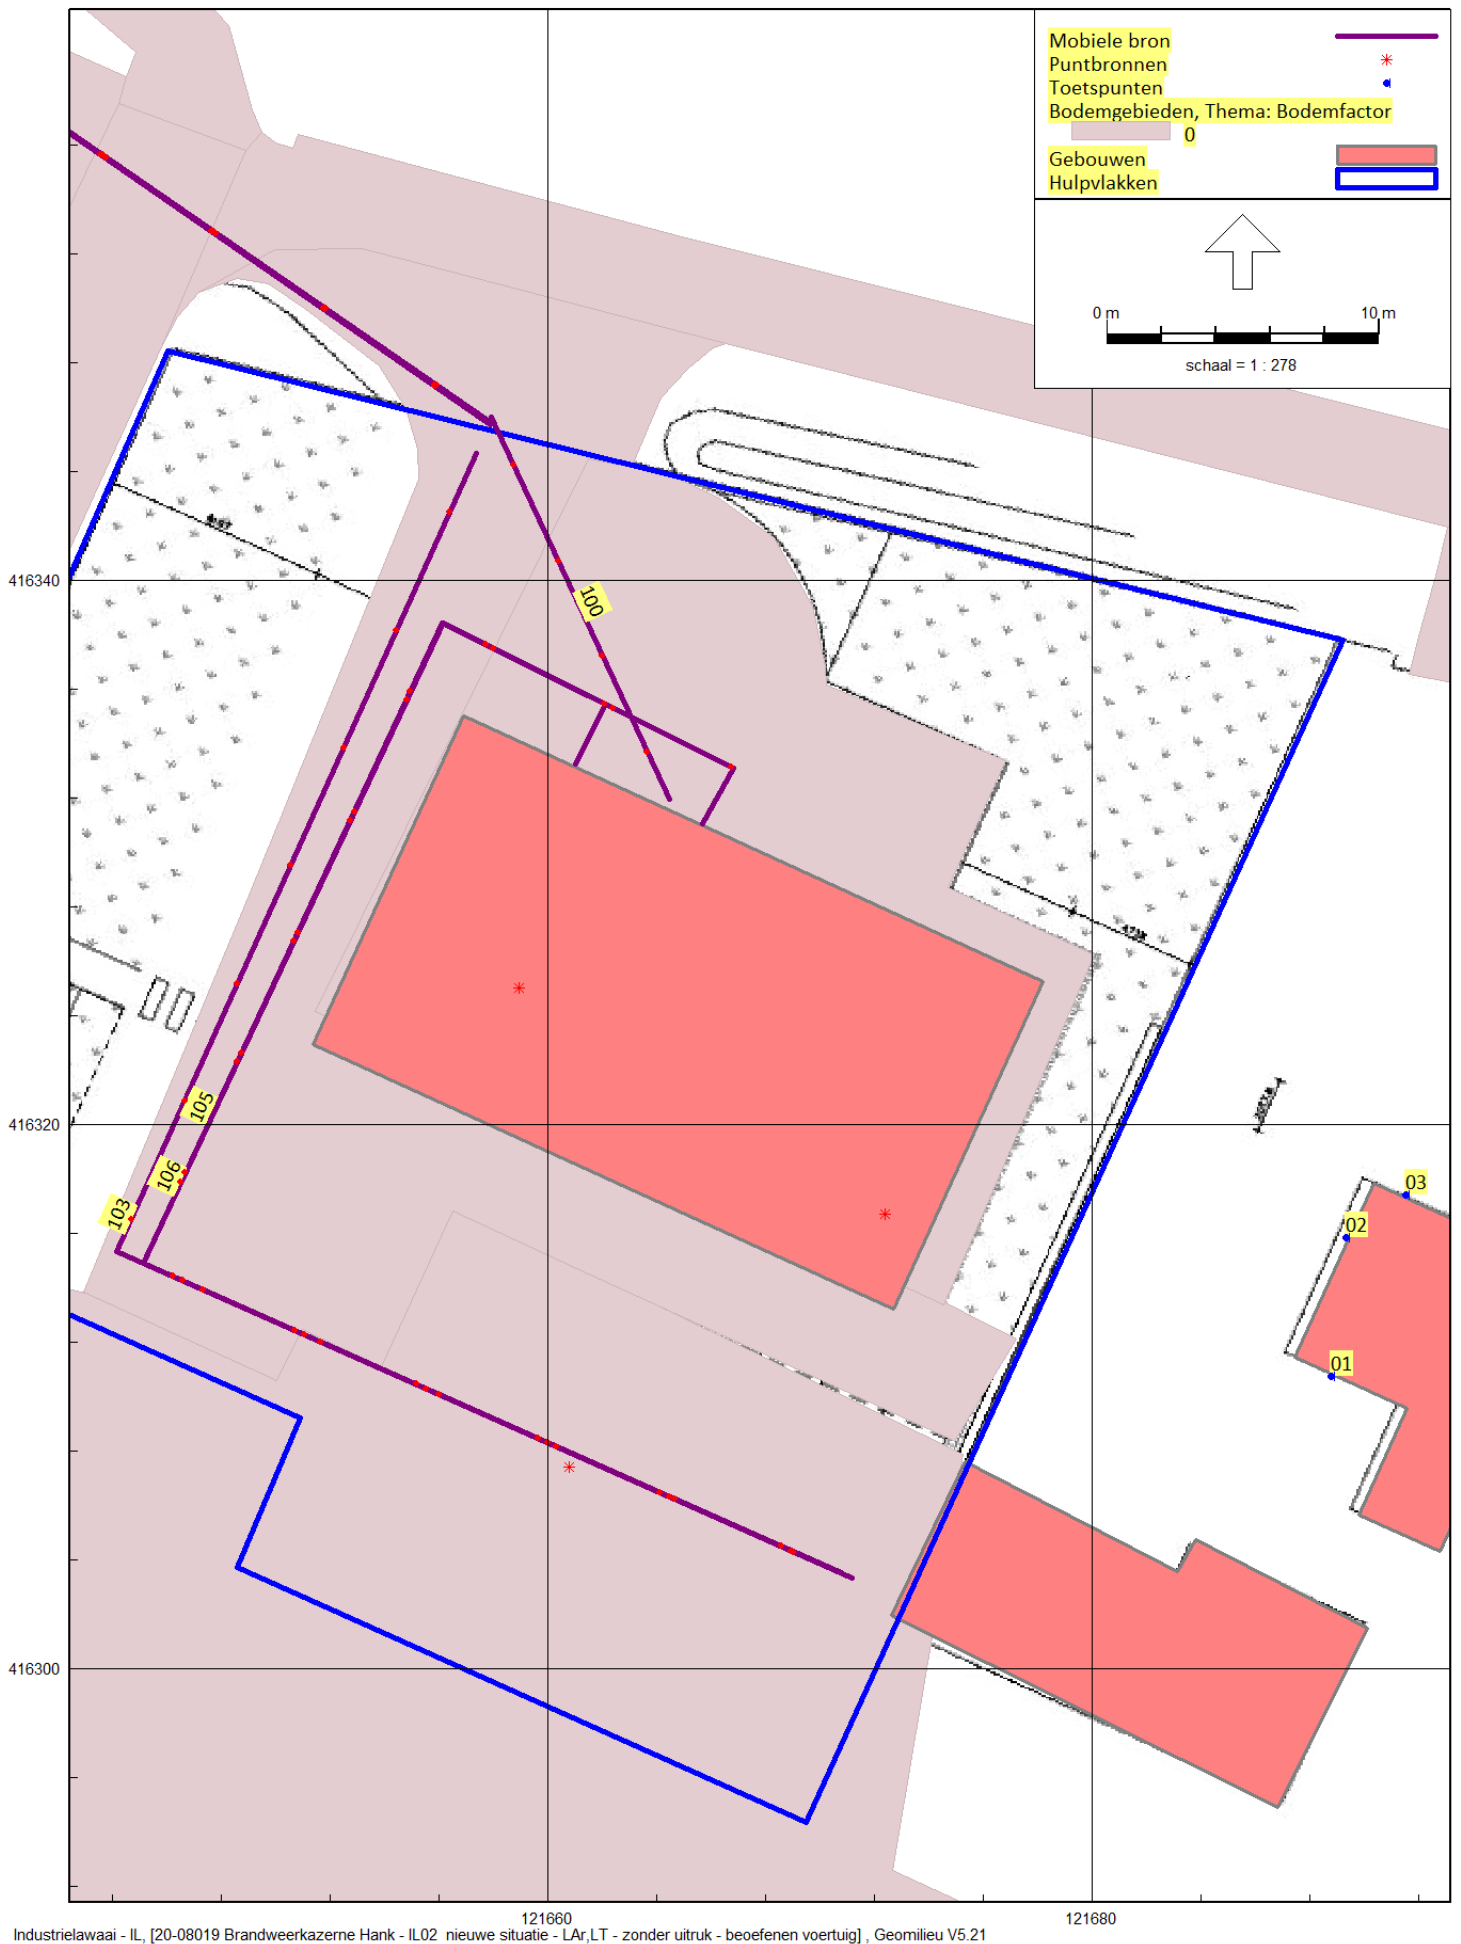 Mobiele bron
Puntbronnen
Toetspunten
Bodemgebieden, Thema: Bodemfactor
0
Gebouwen
Hulpvlakken
0 m 10 m
schaal = 1 : 278
416340
100
416320
105
106
103
03
02
01
416300
121660 121680
Industrielawaai - IL, [20-08019 Brandweerkazerne Hank - IL02 nieuwe situatie - LAr,LT - zonder uitruk - beoefenen voertuig] , Geomilieu V5.21